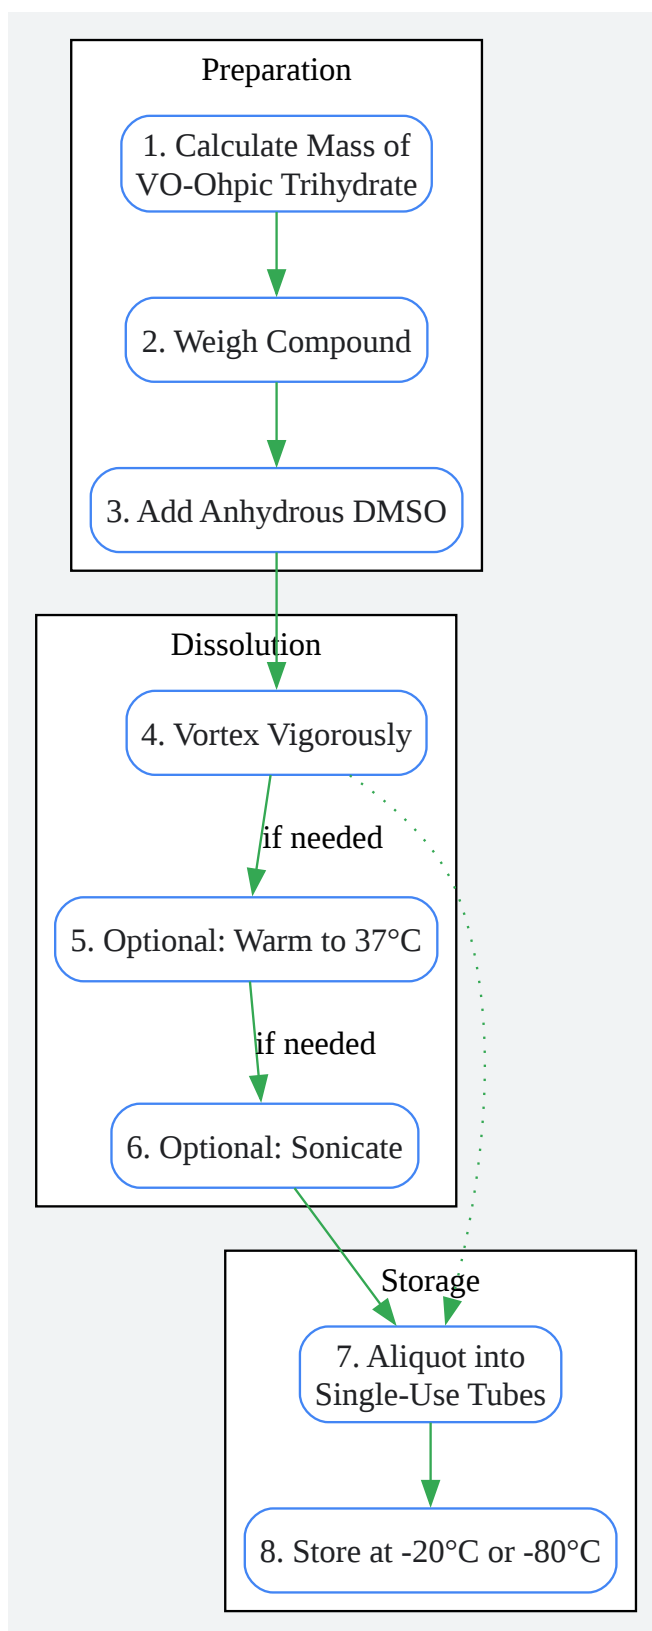 Preparation
1. Calculate Mass of
VO-Ohpic Trihydrate
2. Weigh Compound
3. Add Anhydrous DMSO
Dissolution
4. Vortex Vigorously
if needed
5. Optional: Warm to 37°C
if needed
6. Optional: Sonicate
Storage
7. Aliquot into
Single-Use Tubes
8. Store at -20°C or -80°C